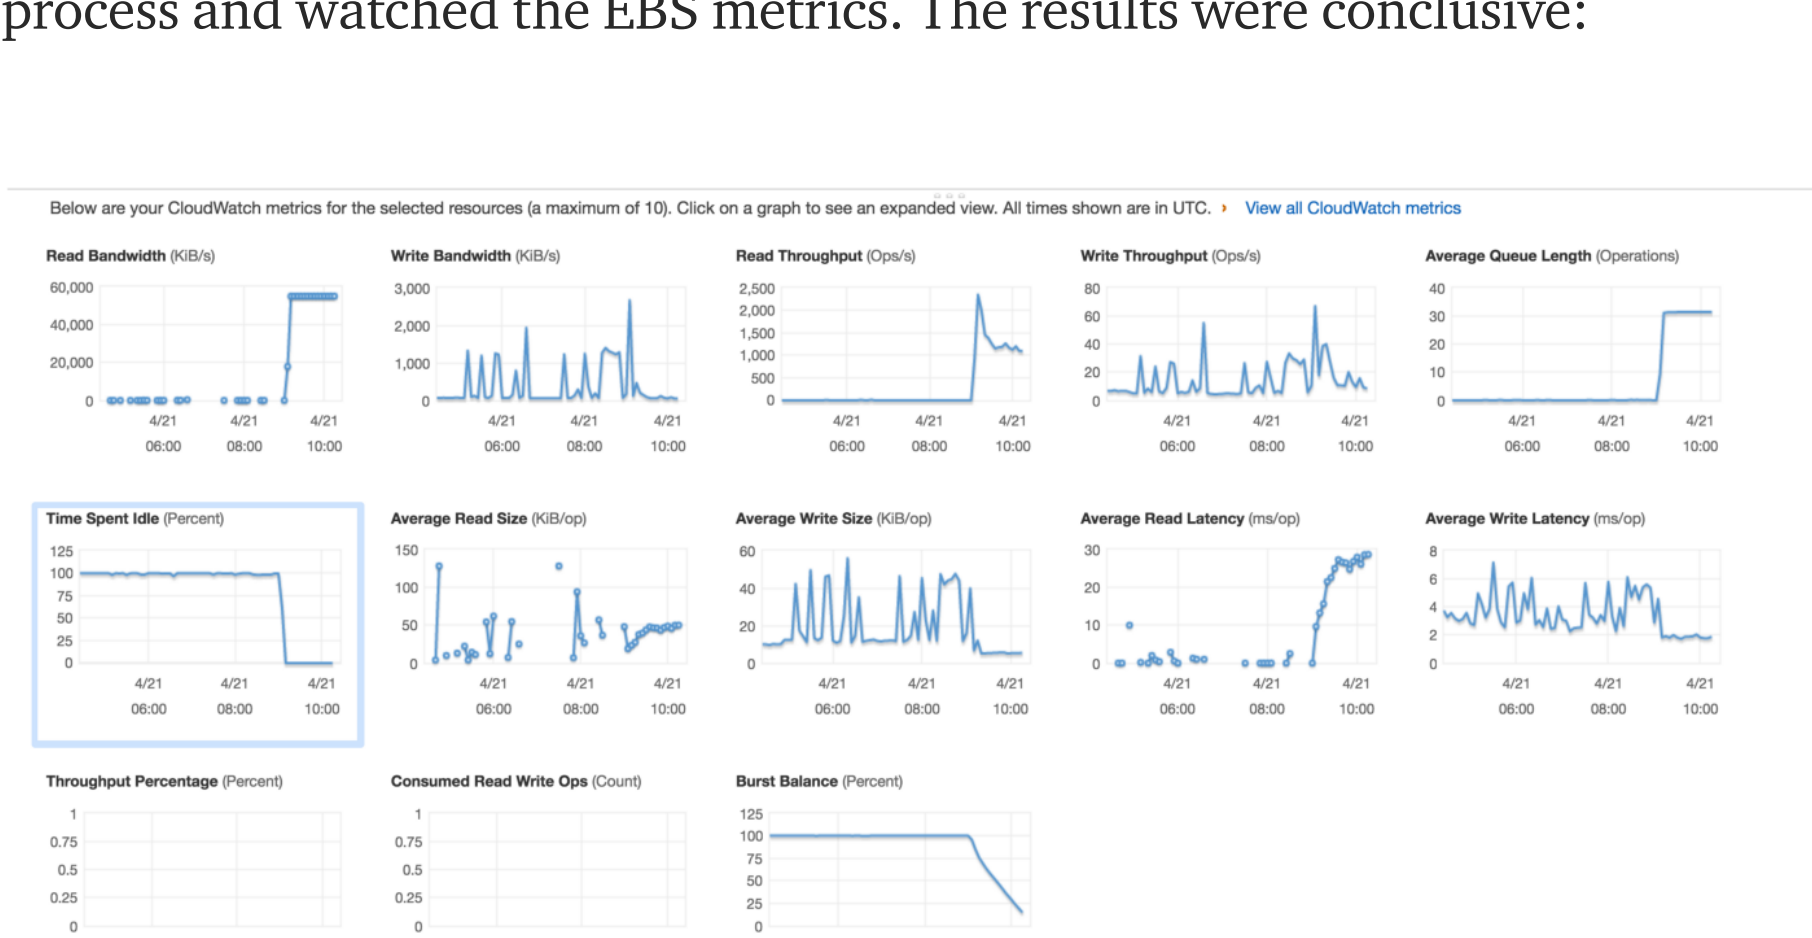 process and watched the EBS metrics. The results were conclusive:
Below are your CloudWatch metrics for the selected resources (a maximum of 10). Click on a graph to see an expanded view. All times shown are in UTC. › View all CloudWatch metrics
Read Bandwidth (KiB/s)
60,000
40,000
20,000
0
4/21 4/21 4/21
06:00 08:00 10:00
Write Bandwidth (KiB/s)
3,000
2,000
1,000
0
4/21 4/21 4/21
06:00 08:00 10:00
Read Throughput (Ops/s)
2,500
2,000
1,500
1,000
500
0
4/21 4/21 4/21
06:00 08:00 10:00
Write Throughput (Ops/s)
80
60
40
20
0
4/21 4/21 4/21
06:00 08:00 10:00
Average Queue Length (Operations)
40
30
20
10
0
4/21 4/21 4/21
06:00 08:00 10:00
Time Spent Idle (Percent)
125
100
75
50
25
0
4/21 4/21 4/21
06:00 08:00 10:00
Average Read Size (KiB/op)
150
100
50
0
4/21 4/21 4/21
06:00 08:00 10:00
Average Write Size (KiB/op)
60
40
20
0
4/21 4/21 4/21
06:00 08:00 10:00
Average Read Latency (ms/op)
30
20
10
0
4/21 4/21 4/21
06:00 08:00 10:00
Average Write Latency (ms/op)
8
6
4
2
0
4/21 4/21 4/21
06:00 08:00 10:00
Throughput Percentage (Percent)
1
0.75
0.5
0.25
0
Consumed Read Write Ops (Count)
1
0.75
0.5
0.25
0
Burst Balance (Percent)
125
100
75
50
25
0